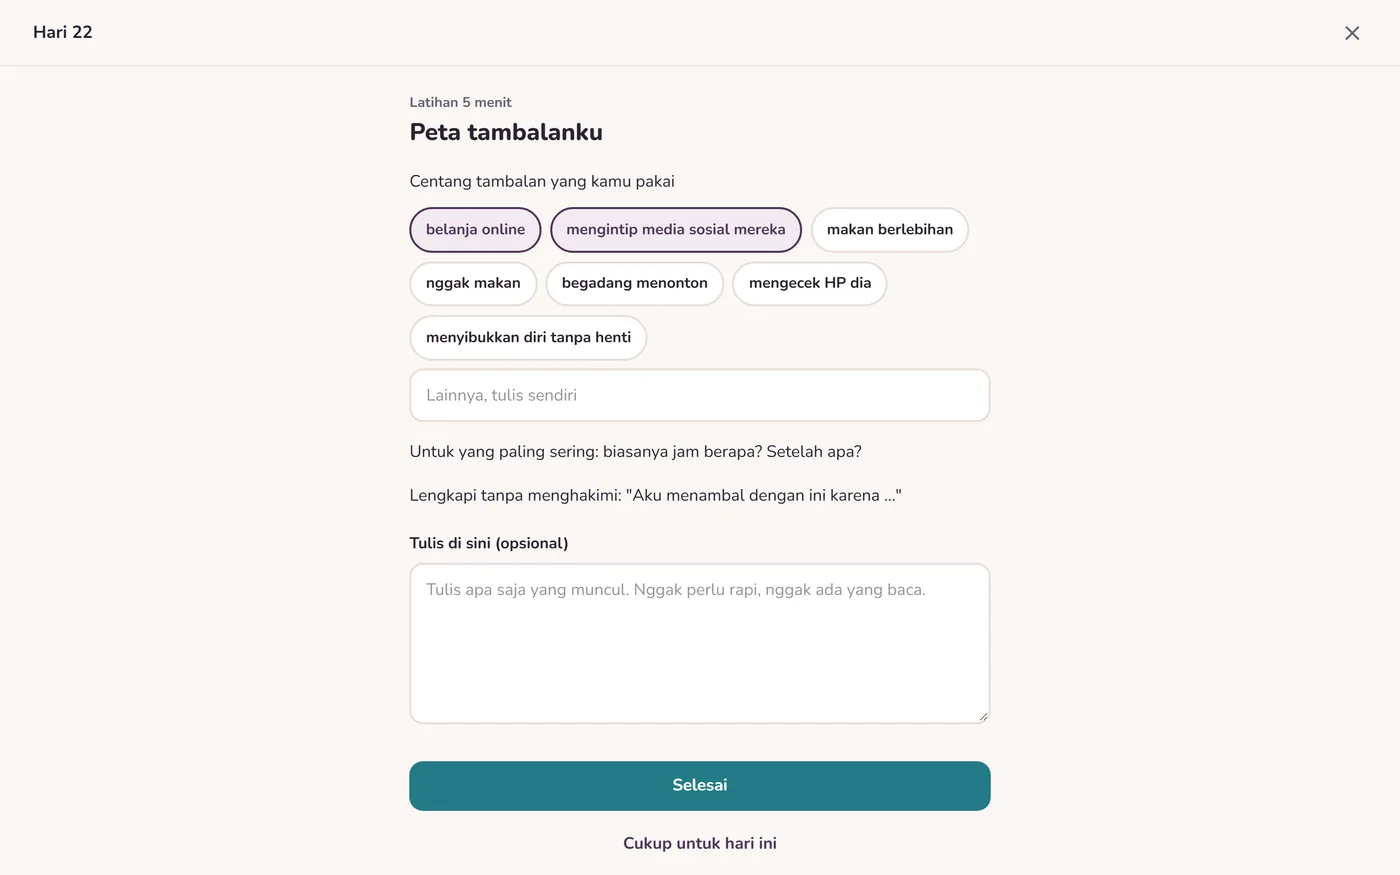 Hari 22
Latihan 5 menit
Peta tambalanku
Centang tambalan yang kamu pakai
belanja online
mengintip media sosial mereka
makan berlebihan
nggak makan
begadang menonton
mengecek HP dia
menyibukkan diri tanpa henti
Lainnya, tulis sendiri
Untuk yang paling sering: biasanya jam berapa? Setelah apa?
Lengkapi tanpa menghakimi: "Aku menambal dengan ini karena ..."
Tulis di sini (opsional)
Tulis apa saja yang muncul. Nggak perlu rapi, nggak ada yang baca.
Selesai
Cukup untuk hari ini